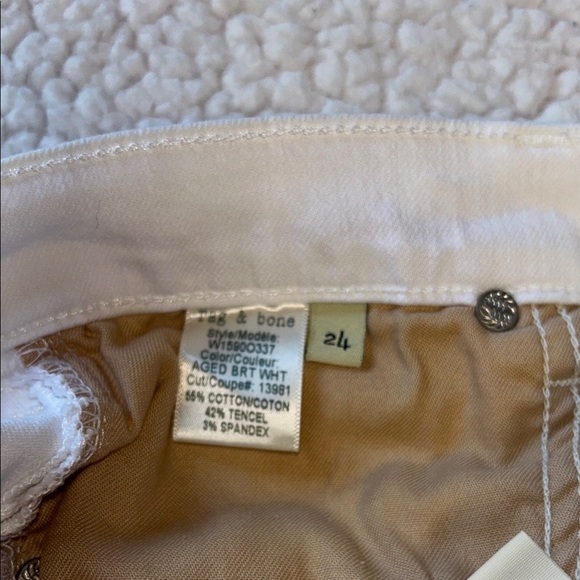 rag & bone
Style/Modèle:
W1590O337
Color/Couleur:
AGED BRT WHT
Cut/Coupe#: 13981
55% COTTON/COTON
42% TENCEL
3% SPANDEX
24